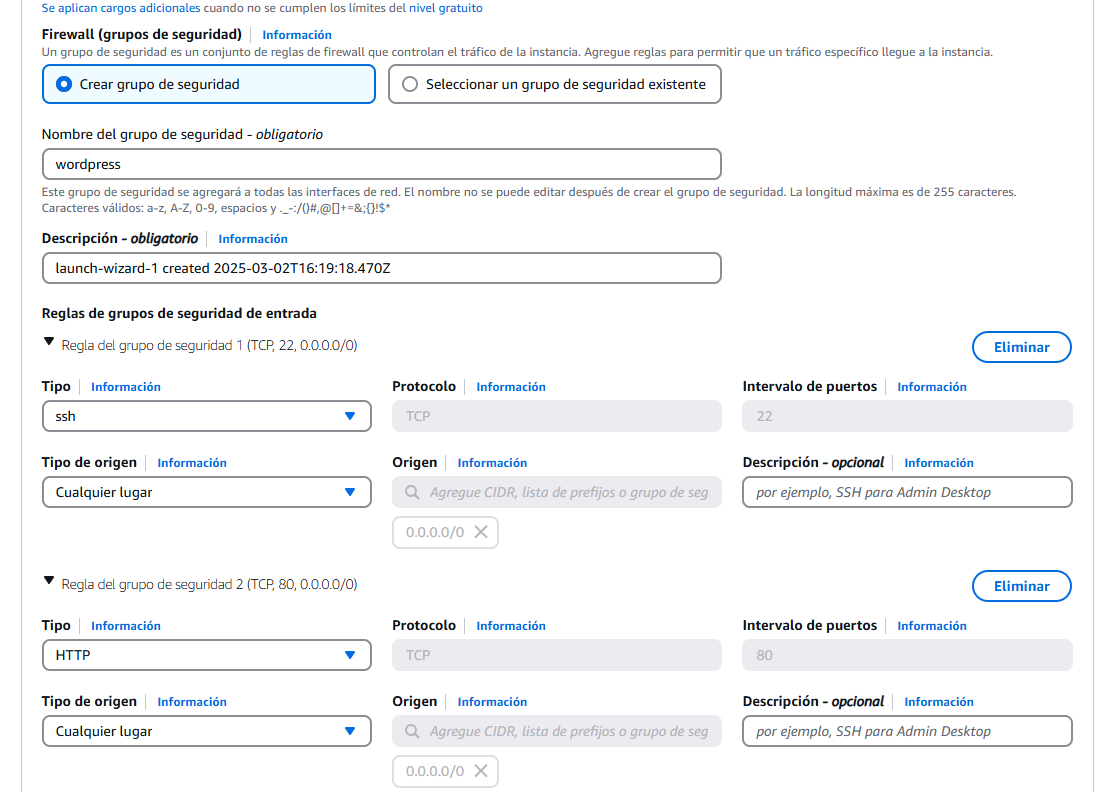 Se aplican cargos adicionales cuando no se cumplen los límites del nivel gratuito
Firewall (grupos de seguridad) Información
Un grupo de seguridad es un conjunto de reglas de firewall que controlan el tráfico de la instancia. Agregue reglas para permitir que un tráfico específico llegue a la instancia.
Crear grupo de seguridad Seleccionar un grupo de seguridad existente
Nombre del grupo de seguridad - obligatorio
wordpress
Este grupo de seguridad se agregará a todas las interfaces de red. El nombre no se puede editar después de crear el grupo de seguridad. La longitud máxima es de 255 caracteres.
Caracteres válidos: a-z, A-Z, 0-9, espacios y ._-:/()#,@[]+=&;{}!$*
Descripción - obligatorio Información
launch-wizard-1 created 2025-03-02T16:19:18.470Z
Reglas de grupos de seguridad de entrada
Regla del grupo de seguridad 1 (TCP, 22, 0.0.0.0/0) Eliminar
Tipo Información Protocolo Información Intervalo de puertos Información
ssh TCP 22
Tipo de origen Información Origen Información Descripción - opcional Información
Cualquier lugar Agregue CIDR, lista de prefijos o grupo de seg por ejemplo, SSH para Admin Desktop
0.0.0.0/0
Regla del grupo de seguridad 2 (TCP, 80, 0.0.0.0/0) Eliminar
Tipo Información Protocolo Información Intervalo de puertos Información
HTTP TCP 80
Tipo de origen Información Origen Información Descripción - opcional Información
Cualquier lugar Agregue CIDR, lista de prefijos o grupo de seg por ejemplo, SSH para Admin Desktop
0.0.0.0/0